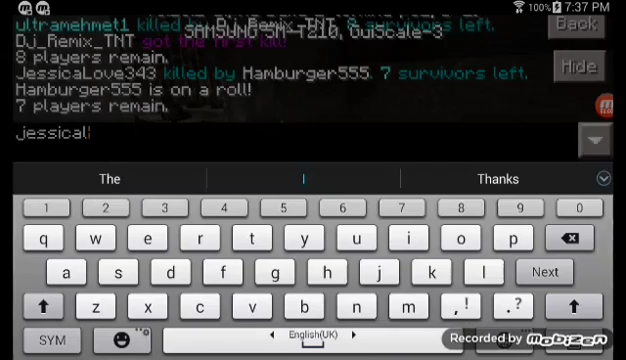 100% 7:37 PM
ultramehmet1 killed by Dj_Remix_TNT 8 survivors left.
SAMSUNG SM-T210, GuiScale-3
Back
Dj_Remix_TNT got the first kill!
8 players remain.
JessicaLove343 killed by Hamburger555. 7 survivors left.
Hide
Hamburger555 is on a roll!
7 players remain.
jessical
The I Thanks
1 2 3 4 5 6 7 8 9 0
q w e r t y u i o p
a s d f g h j k l Next
z x c v b n m ,! .?
SYM English(UK)
Recorded by mobizen